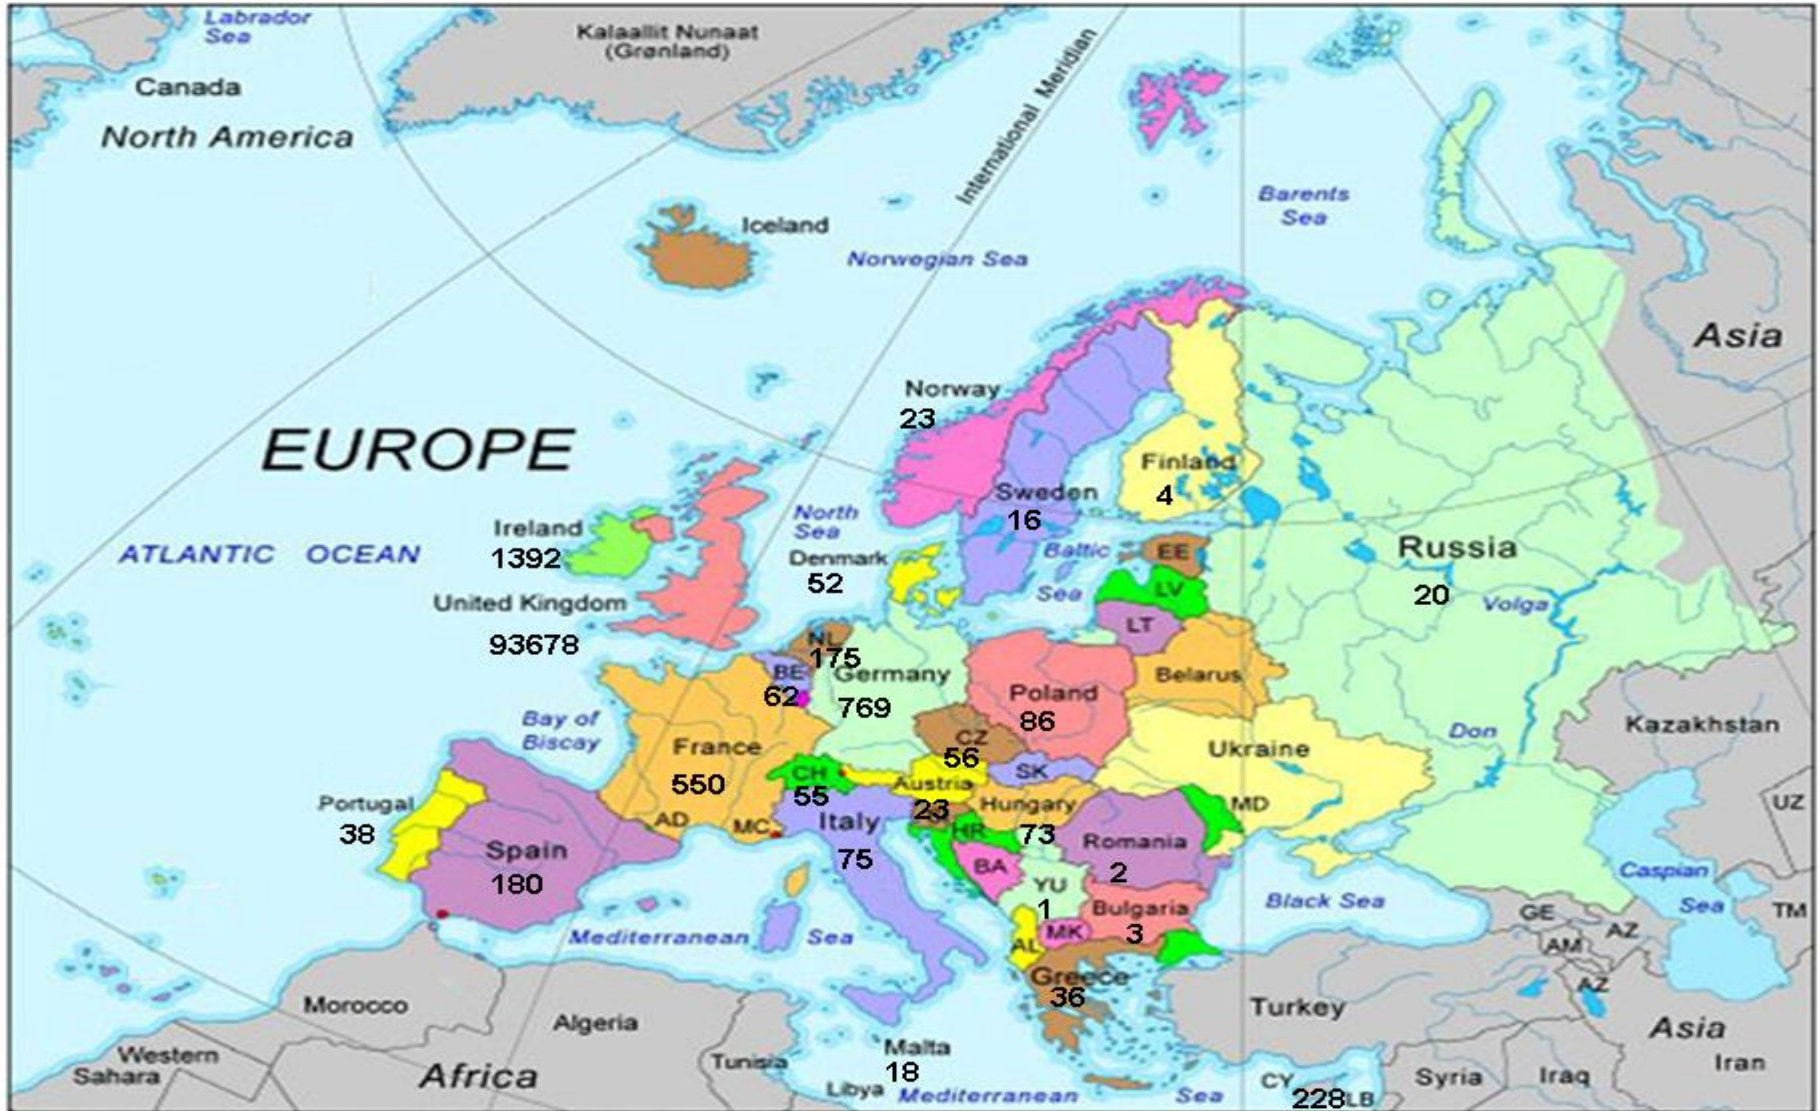 Labrador
Sea
Kalaallit Nunaat
(Grønland)
Canada
North America
International Meridian
Barents
Sea
Iceland
Norwegian Sea
Asia
Norway
23
EUROPE
Finland
4
Sweden
16
North
Sea
Ireland
1392
ATLANTIC OCEAN
Denmark
52
Baltic
Sea
EE
LV
LT
Russia
20
Volga
United Kingdom
93678
NL
175
BE
62
Germany
769
Poland
86
Belarus
Bay of
Biscay
France
550
CZ
56
Ukraine
Don
Kazakhstan
CH
55
Austria
23
SK
Hungary
73
MD
UZ
Portugal
38
AD
MC
Italy
75
HR
Romania
2
Spain
180
BA
YU
1
Bulgaria
3
Black Sea
Caspian
Sea
TM
Mediterranean Sea
AL
MK
Greece
36
GE
AZ
AM
AZ
Morocco
Algeria
Turkey
Asia
Western
Sahara
Africa
Tunisia
Malta
18
Libya
Mediterranean Sea
CY
228
LB
Syria
Iraq
Iran